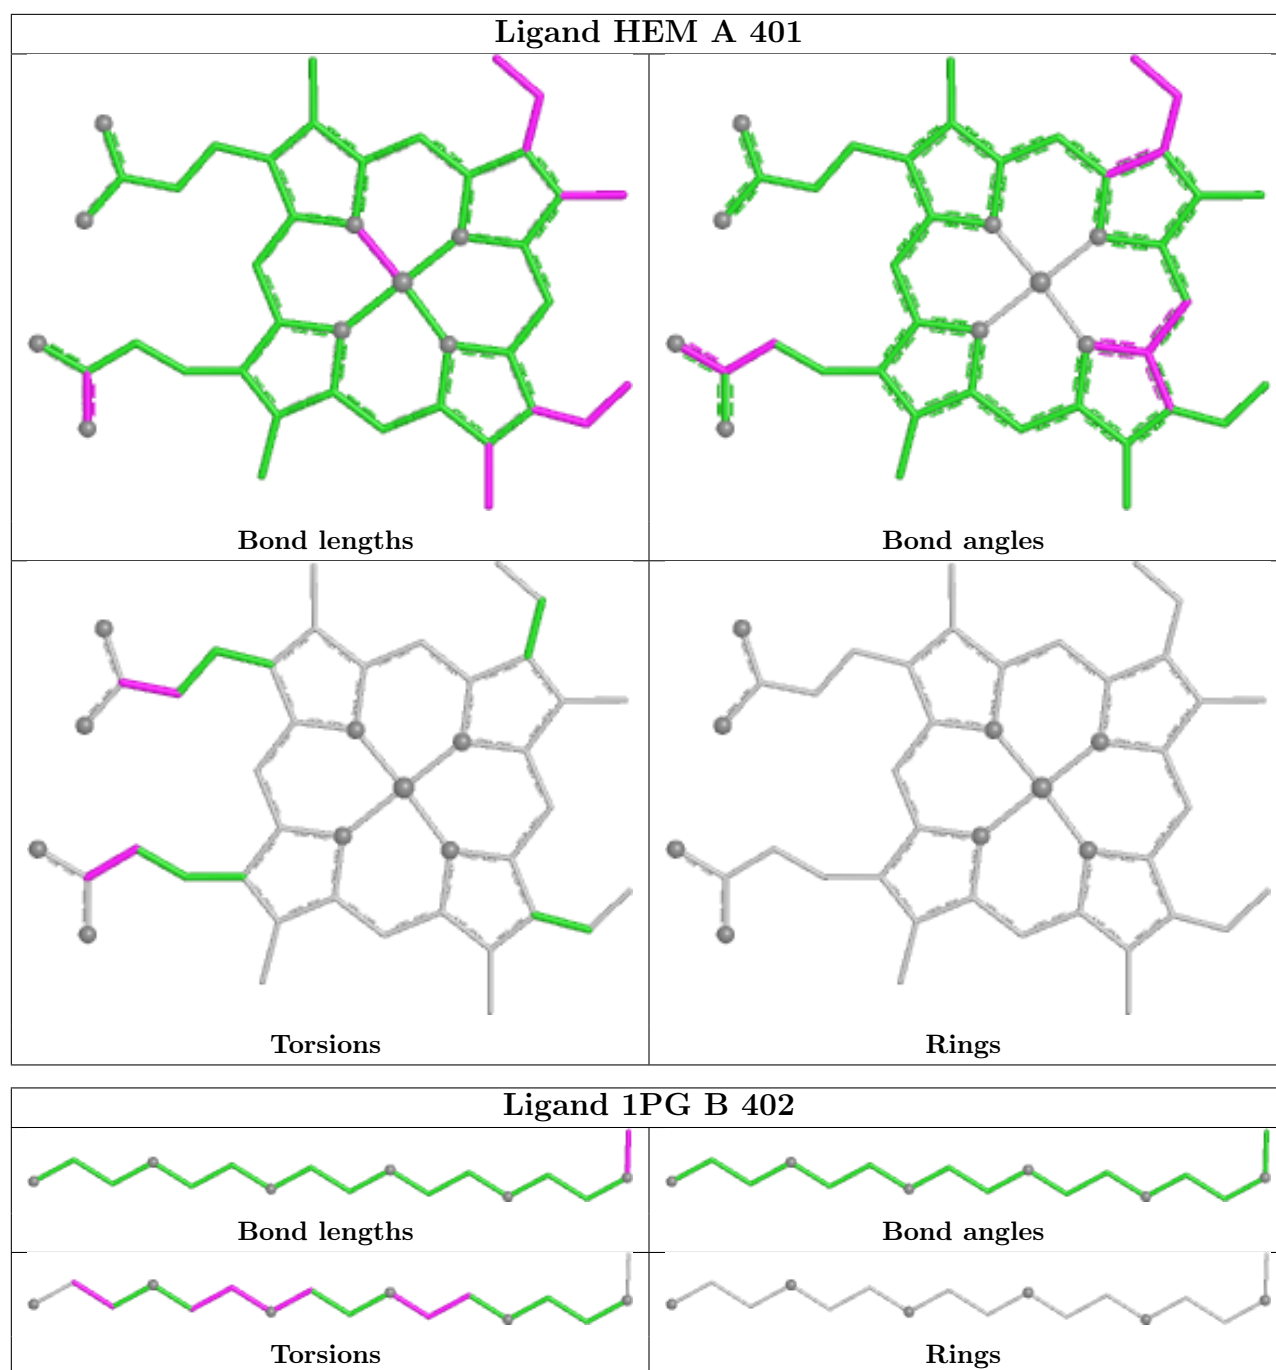 Ligand HEM A 401
Bond lengths
Bond angles
Torsions
Rings
Ligand 1PG B 402
Bond lengths
Bond angles
Torsions
Rings